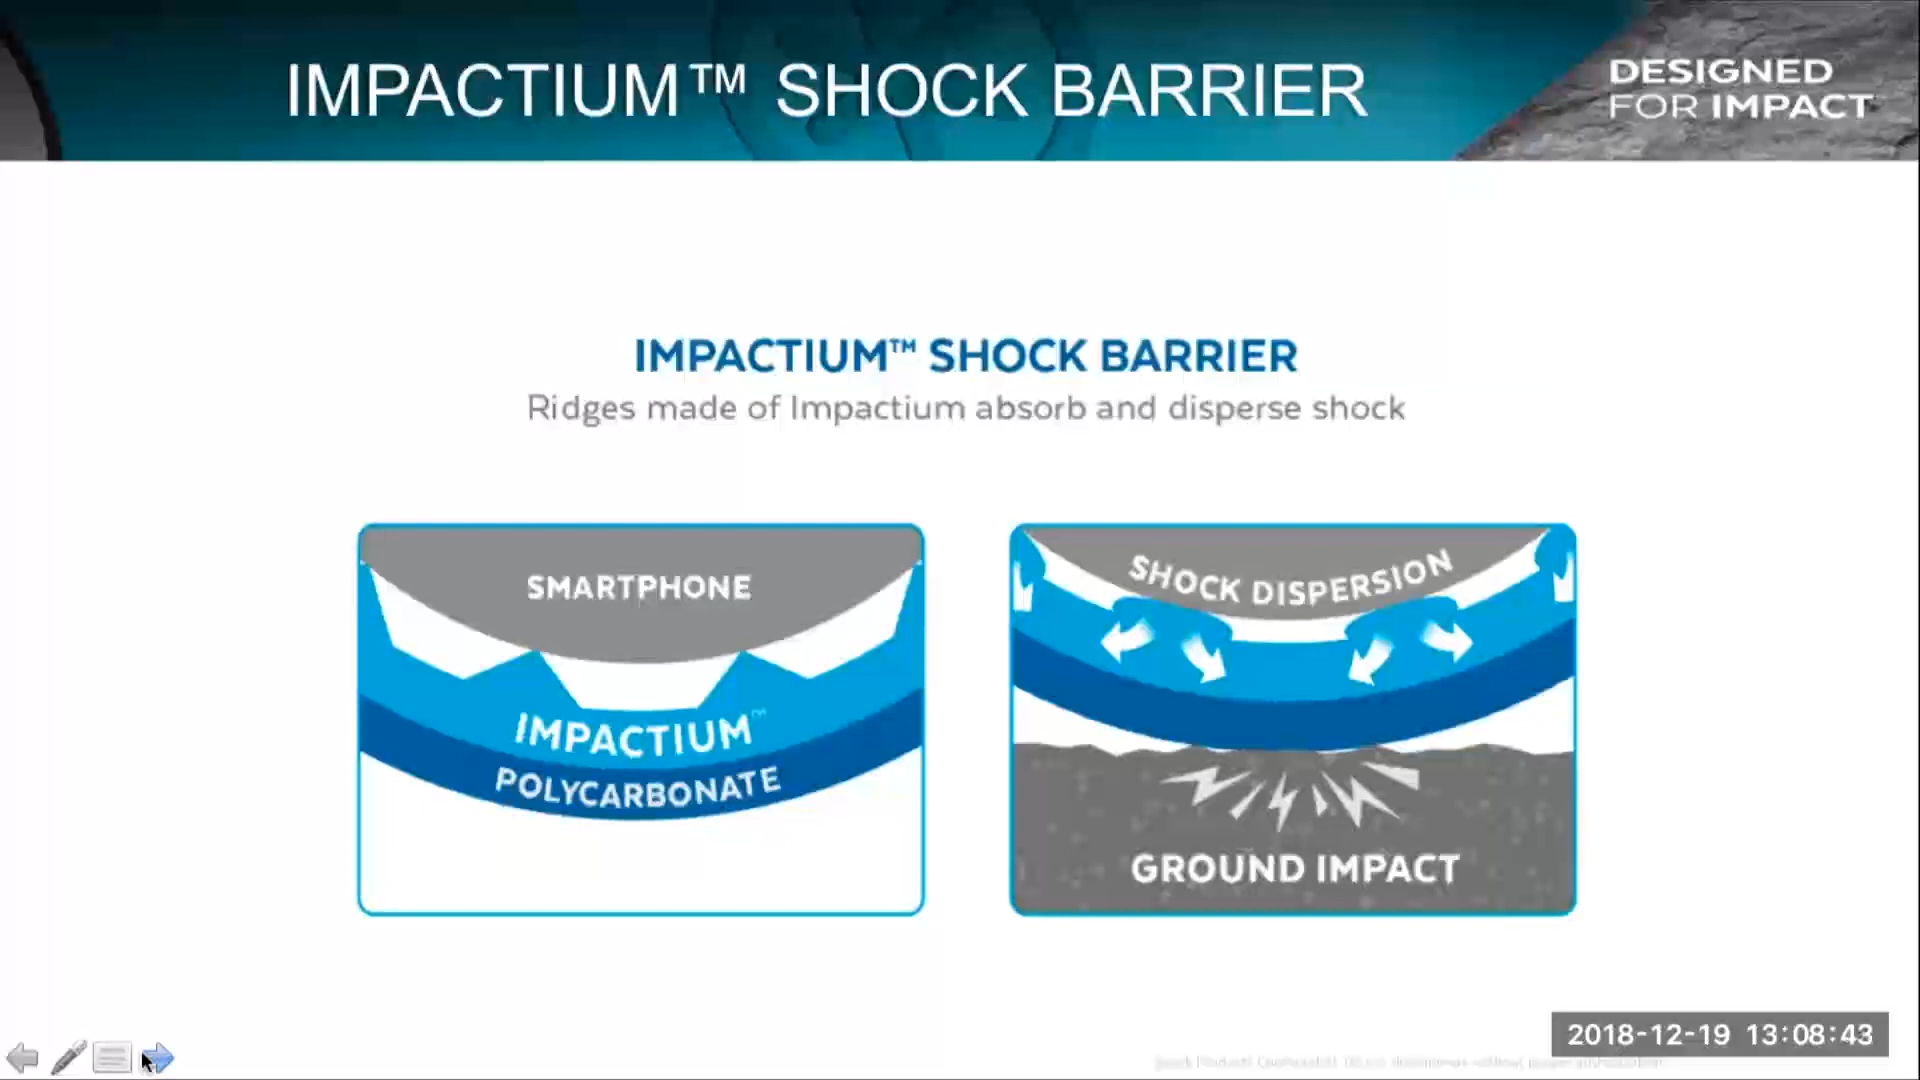 IMPACTIUM™ SHOCK BARRIER
DESIGNED
FOR IMPACT
IMPACTIUM™ SHOCK BARRIER
Ridges made of Impactium absorb and disperse shock
SMARTPHONE
IMPACTIUM™
POLYCARBONATE
SHOCK DISPERSION
GROUND IMPACT
2018-12-19 13:08:43